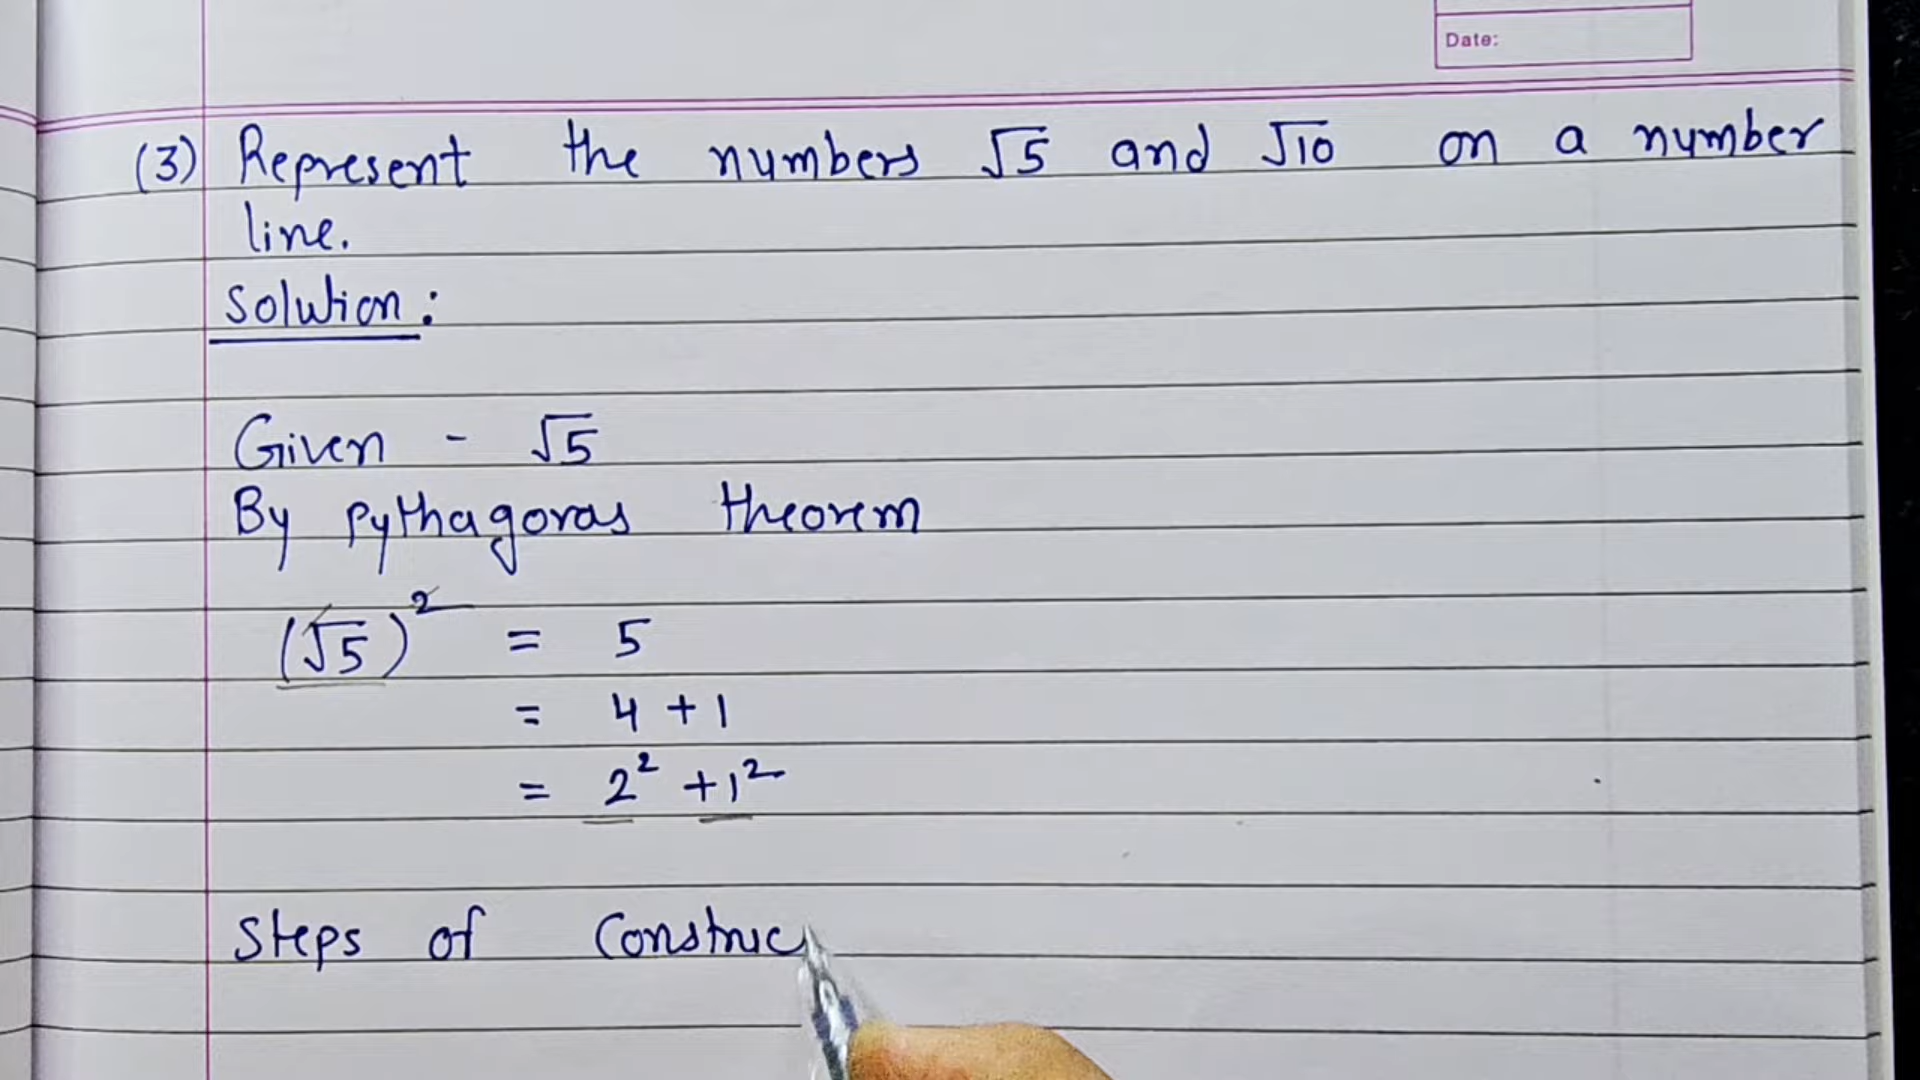 Date:
(3) Represent the numbers √5 and √10 on a number
line.
Solution:
Given - √5
By pythagoras theorem
(√5)² = 5
= 4 + 1
= 2² + 1²
Steps of Construc